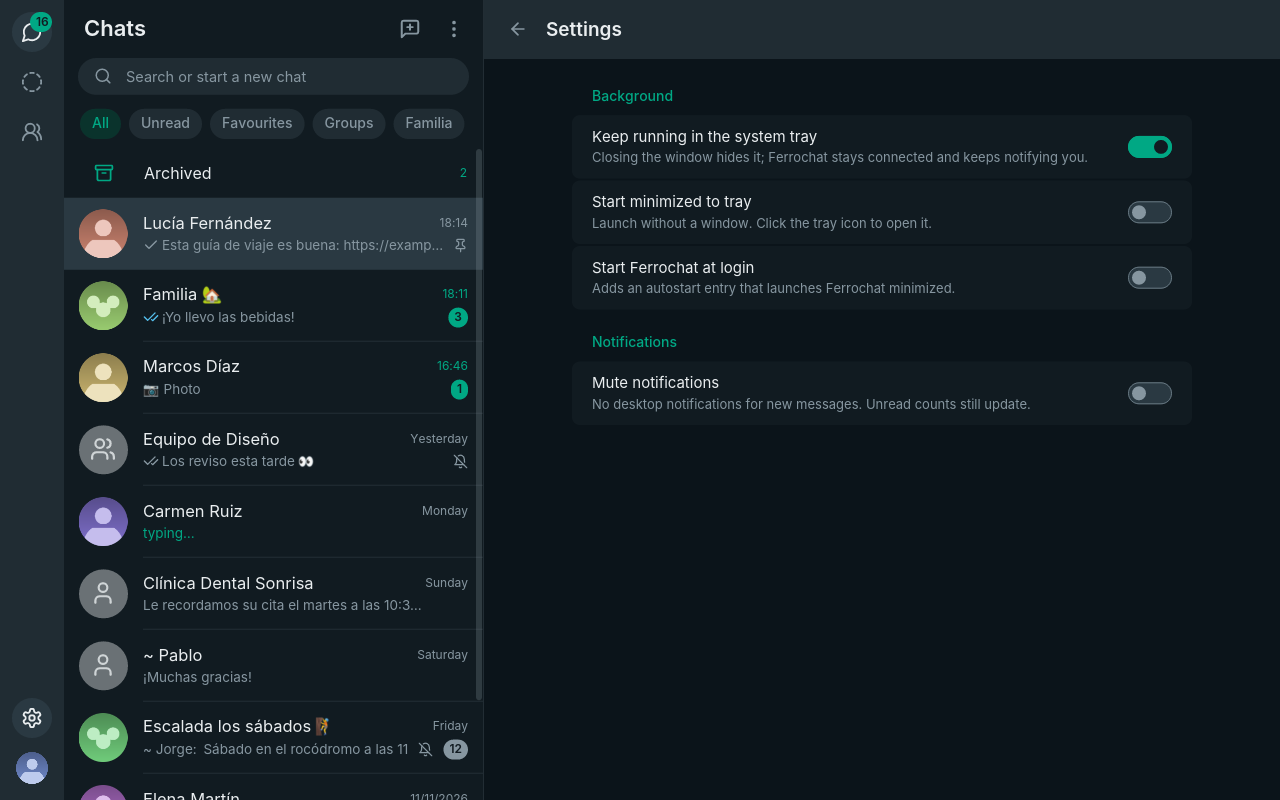 16
Chats
Search or start a new chat
All
Unread
Favourites
Groups
Familia
Archived
2
Lucía Fernández
18:14
Esta guía de viaje es buena: https://examp...
Familia 🏡
18:11
¡Yo llevo las bebidas!
3
Marcos Díaz
16:46
📷 Photo
1
Equipo de Diseño
Yesterday
Los reviso esta tarde 👀
Carmen Ruiz
Monday
typing...
Clínica Dental Sonrisa
Sunday
Le recordamos su cita el martes a las 10:3...
~ Pablo
Saturday
¡Muchas gracias!
Escalada los sábados 🧗
Friday
~ Jorge: Sábado en el rocódromo a las 11
12
Elena Martín
11/11/2026
Settings
Background
Keep running in the system tray
Closing the window hides it; Ferrochat stays connected and keeps notifying you.
Start minimized to tray
Launch without a window. Click the tray icon to open it.
Start Ferrochat at login
Adds an autostart entry that launches Ferrochat minimized.
Notifications
Mute notifications
No desktop notifications for new messages. Unread counts still update.